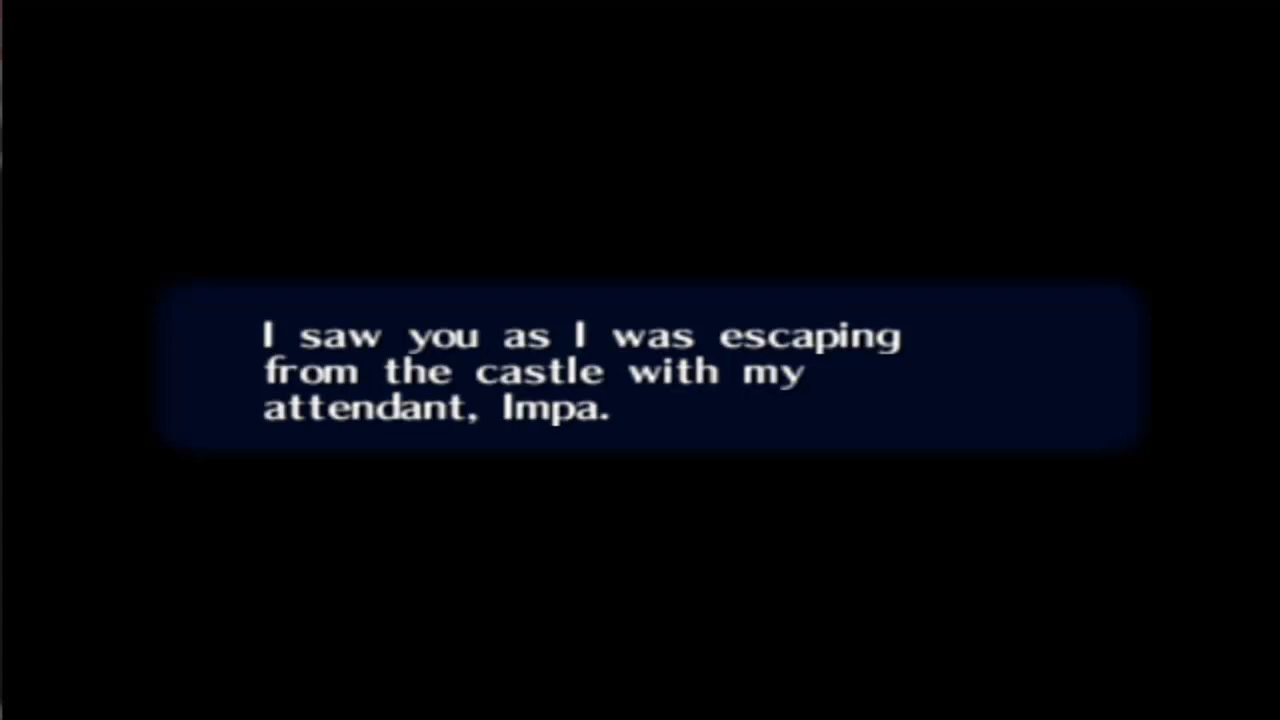 I saw you as I was escaping
from the castle with my
attendant, Impa.